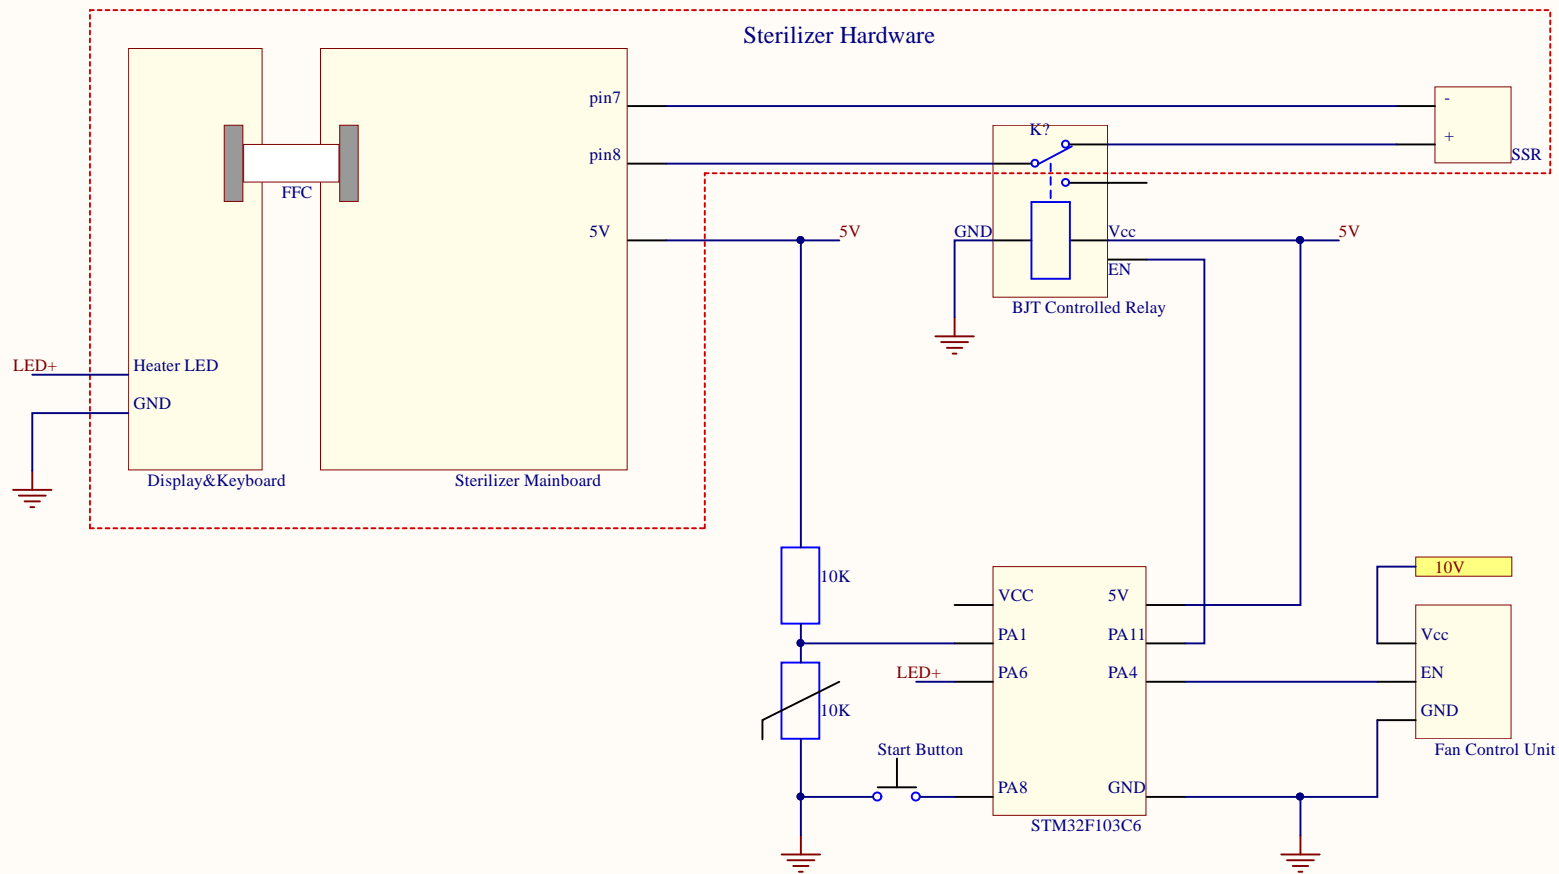 Sterilizer Hardware
pin7
-
K?
+
pin8
SSR
FFC
5V
5V
GND
Vcc
5V
EN
BJT Controlled Relay
LED+
Heater LED
GND
Display&Keyboard
Sterilizer Mainboard
10K
10V
VCC
5V
PA1
PA11
Vcc
LED+
PA6
PA4
EN
10K
GND
Start Button
Fan Control Unit
PA8
GND
STM32F103C6